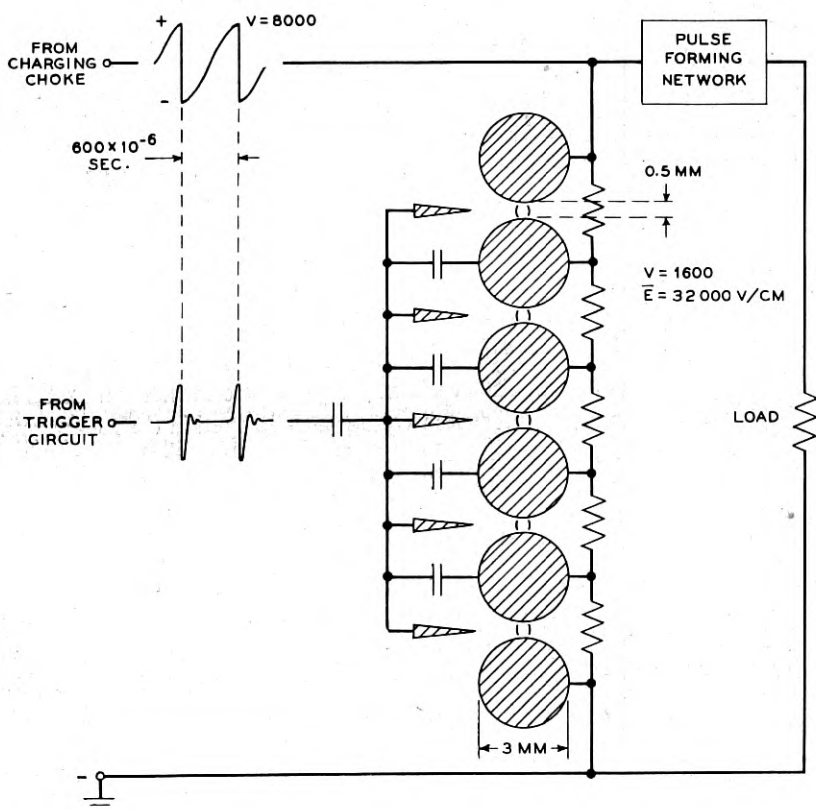 + V = 8000
FROM
CHARGING
CHOKE
-
600 × 10⁻⁶
SEC.
PULSE
FORMING
NETWORK
0.5 MM
V = 1600
E̅ = 32 000 V/CM
FROM
TRIGGER
CIRCUIT
LOAD
3 MM
-